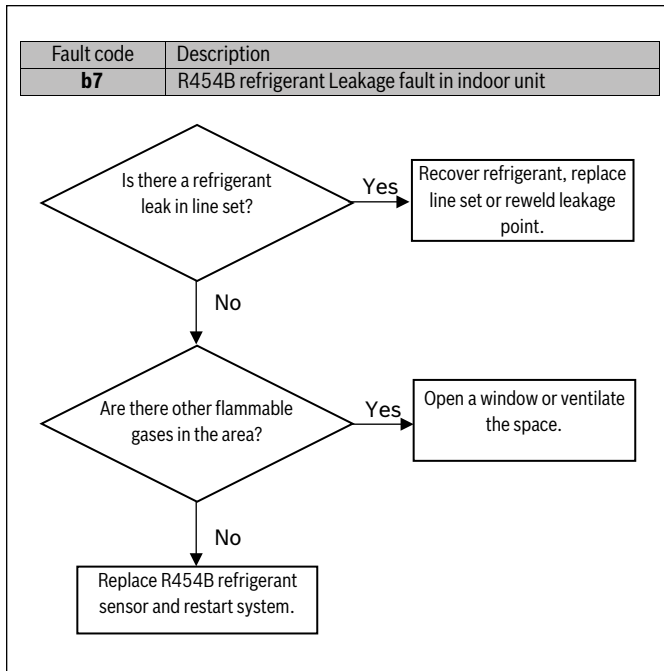 Fault code Description
b7 R454B refrigerant Leakage fault in indoor unit
Is there a refrigerant
leak in line set?
Yes
Recover refrigerant, replace
line set or reweld leakage
point.
No
Are there other flammable
gases in the area?
Yes
Open a window or ventilate
the space.
No
Replace R454B refrigerant
sensor and restart system.